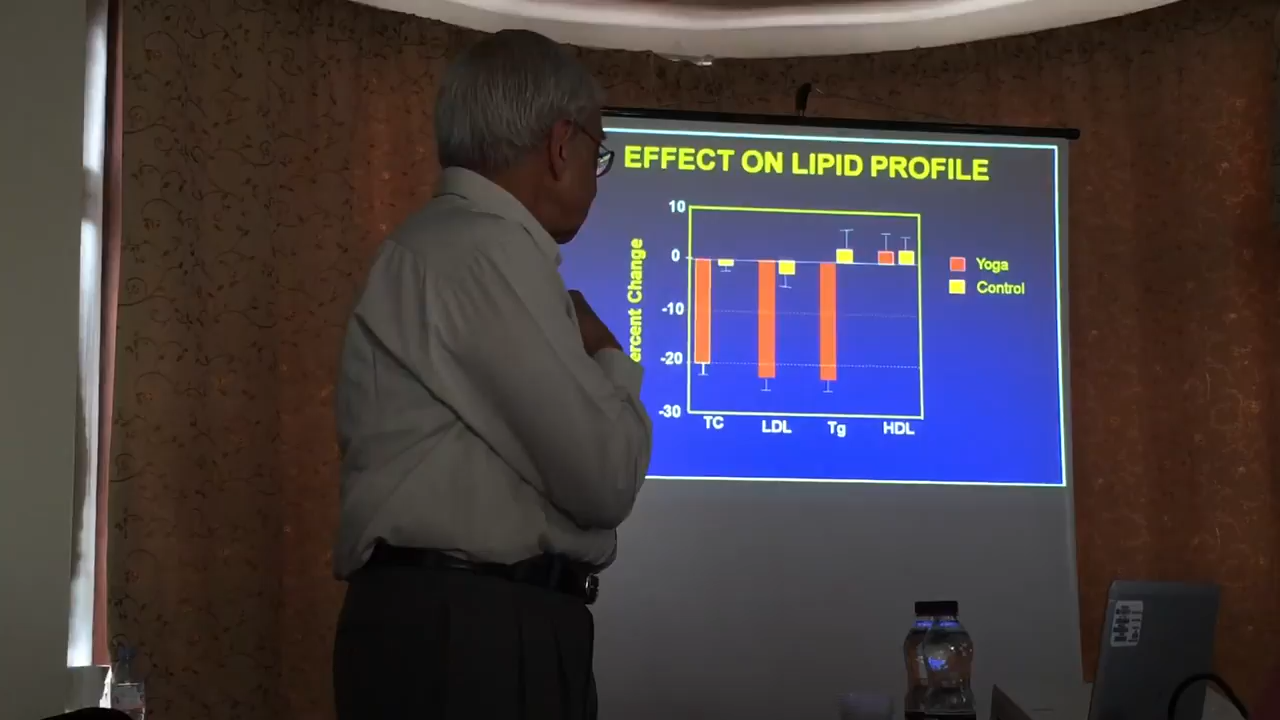 EFFECT ON LIPID PROFILE
10
0
-10
-20
-30
ercent Change
TC
LDL
Tg
HDL
Yoga
Control